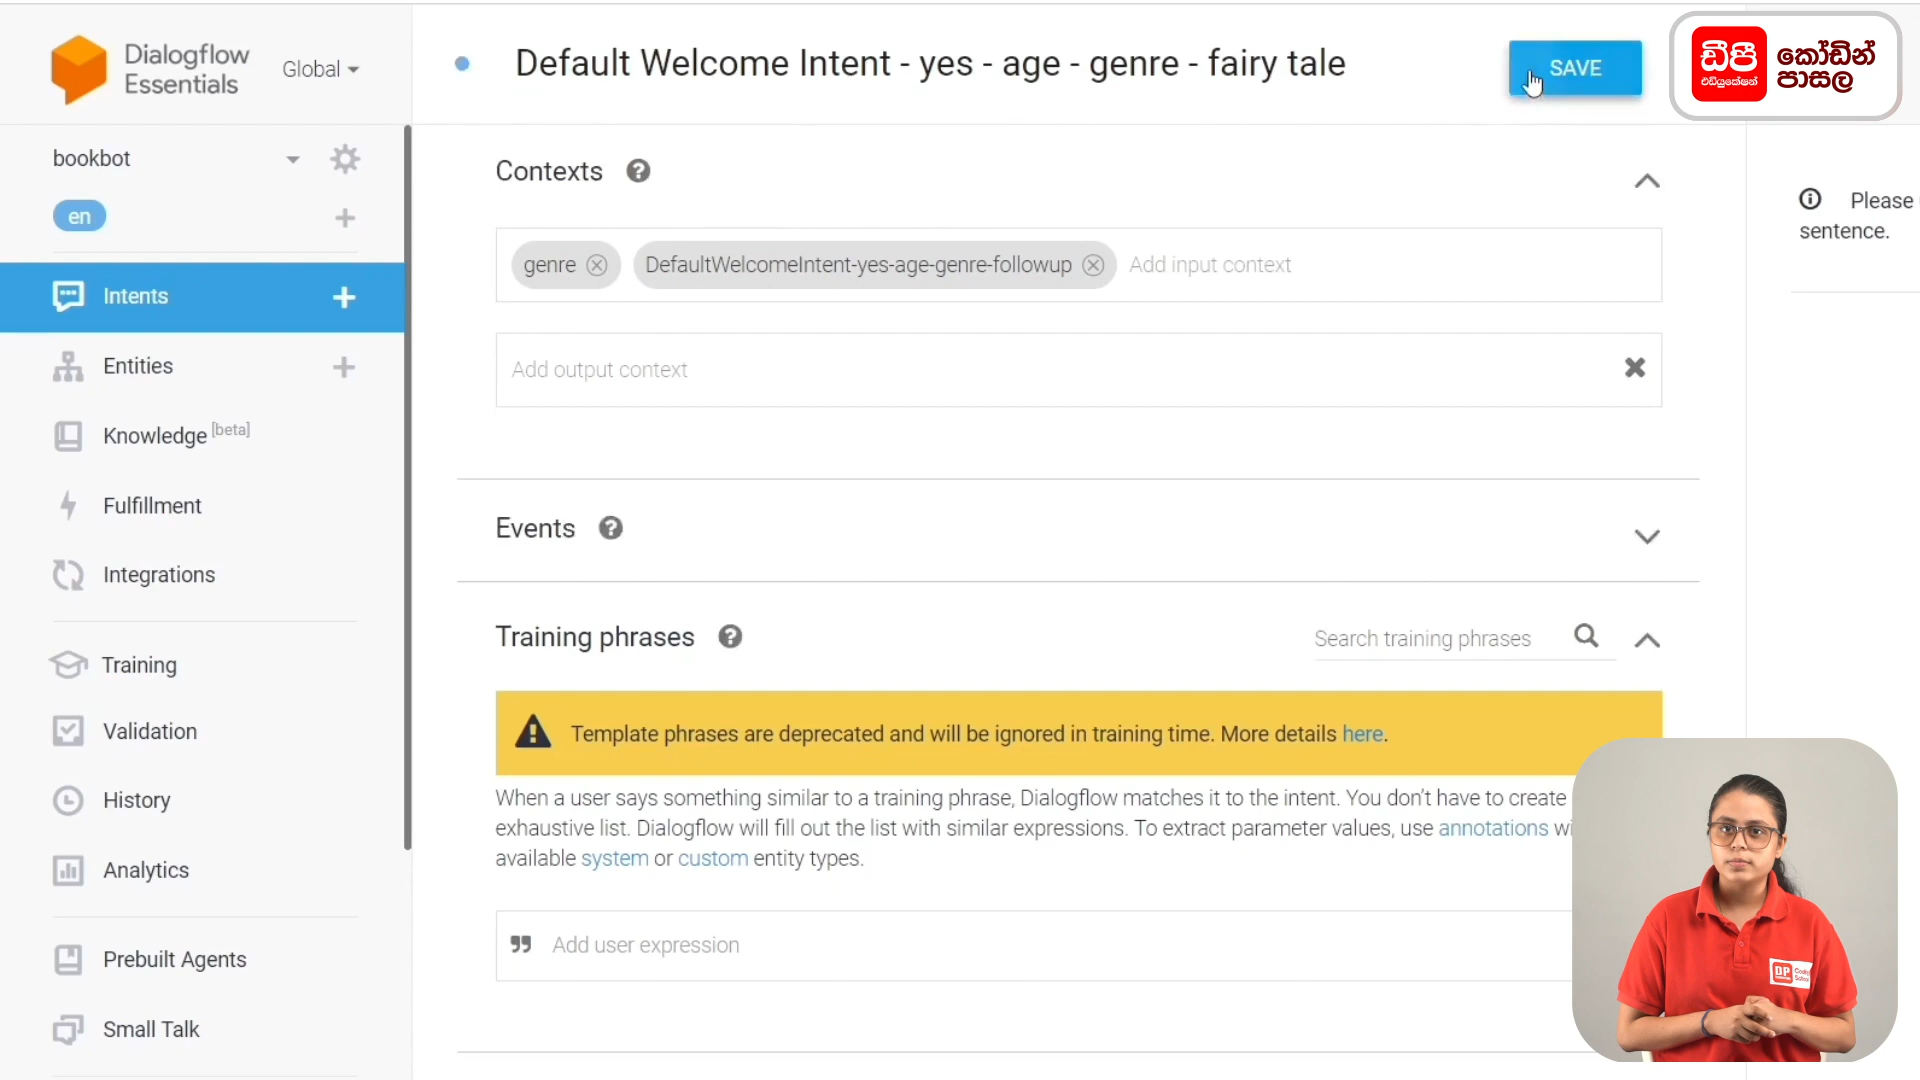 Dialogflow
Essentials
Global
Default Welcome Intent - yes - age - genre - fairy tale
SAVE
ඩීපී
එඩියුකේෂන්
කෝඩින්
පාසල
bookbot
en
Intents
Entities
Knowledge [beta]
Fulfillment
Integrations
Training
Validation
History
Analytics
Prebuilt Agents
Small Talk
Contexts
genre
DefaultWelcomeIntent-yes-age-genre-followup
Add input context
Add output context
Events
Training phrases
Search training phrases
Template phrases are deprecated and will be ignored in training time. More details here.
When a user says something similar to a training phrase, Dialogflow matches it to the intent. You don't have to create
exhaustive list. Dialogflow will fill out the list with similar expressions. To extract parameter values, use annotations wi
available system or custom entity types.
Add user expression
Please
sentence.
DP